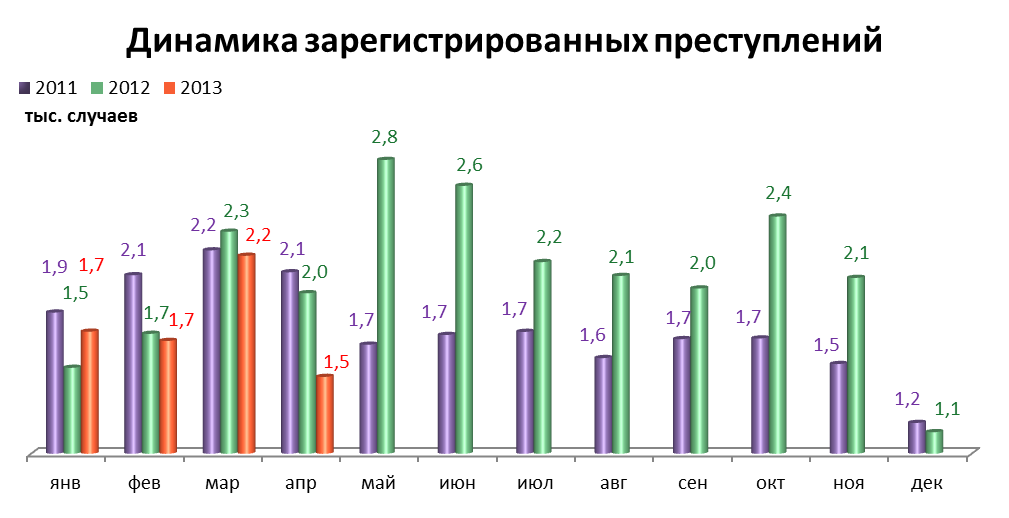 Динамика зарегистрированных преступлений
2011 2012 2013
тыс. случаев
1,9 1,5 1,7
2,1 1,7 1,7
2,2 2,3 2,2
2,1 2,0 1,5
1,7 2,8
1,7 2,6
1,7 2,2
1,6 2,1
1,7 2,0
1,7 2,4
1,5 2,1
1,2 1,1
янв фев мар апр май июн июл авг сен окт ноя дек